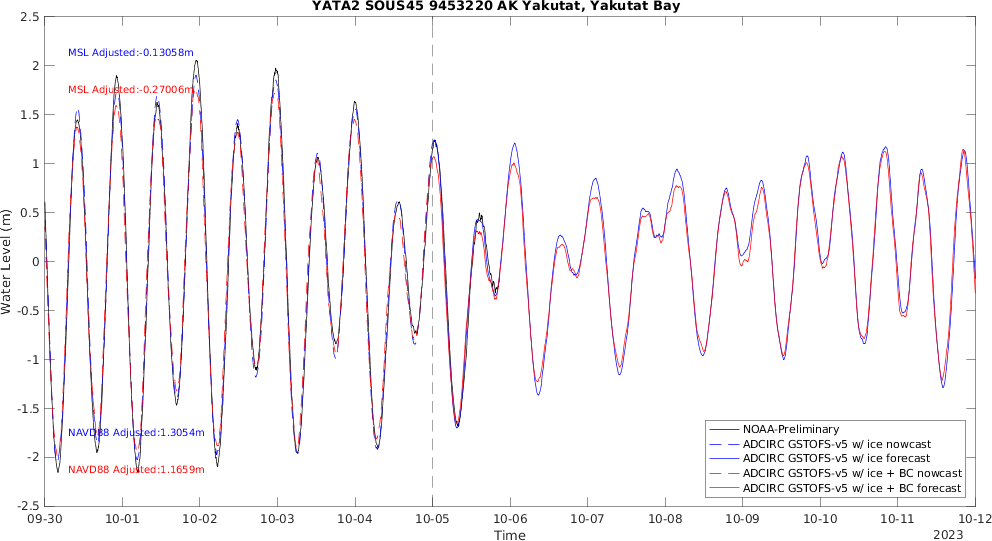 YATA2 SOUS45 9453220 AK Yakutat, Yakutat Bay
2.5
2
1.5
1
0.5
0
-0.5
-1
-1.5
-2
-2.5
Water Level (m)
MSL Adjusted:-0.13058m
MSL Adjusted:-0.27006m
NAVD88 Adjusted:1.3054m
NAVD88 Adjusted:1.1659m
NOAA-Preliminary
ADCIRC GSTOFS-v5 w/ ice nowcast
ADCIRC GSTOFS-v5 w/ ice forecast
ADCIRC GSTOFS-v5 w/ ice + BC nowcast
ADCIRC GSTOFS-v5 w/ ice + BC forecast
09-30 10-01 10-02 10-03 10-04 10-05 10-06 10-07 10-08 10-09 10-10 10-11 10-12
Time
2023